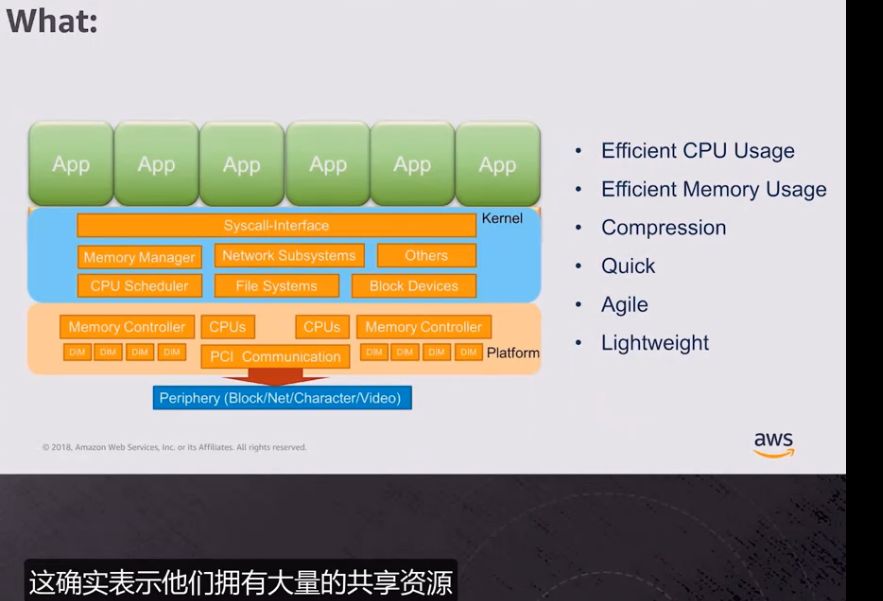 What:
App App App App App App
Syscall-Interface
Kernel
Memory Manager Network Subsystems Others
CPU Scheduler File Systems Block Devices
Memory Controller CPUs CPUs Memory Controller
DIM DIM DIM DIM PCI Communication DIM DIM DIM DIM Platform
Periphery (Block/Net/Character/Video)
• Efficient CPU Usage
• Efficient Memory Usage
• Compression
• Quick
• Agile
• Lightweight
© 2018, Amazon Web Services, Inc. or its Affiliates. All rights reserved.
aws
这确实表示他们拥有大量的共享资源